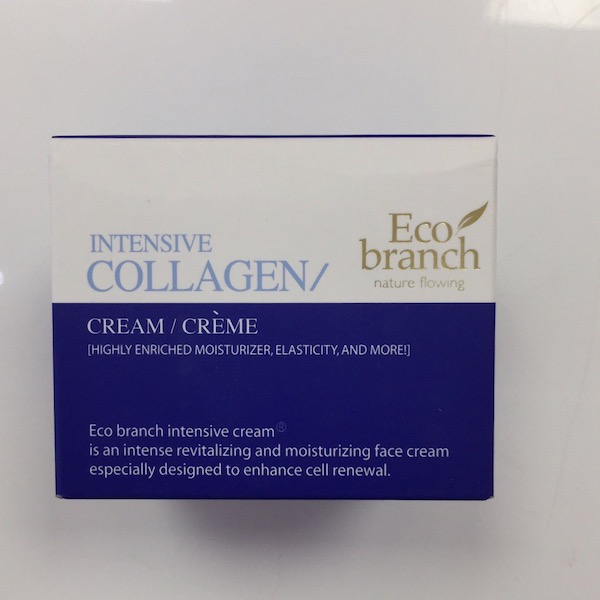 INTENSIVE
COLLAGEN/
Eco
branch
nature flowing
CREAM / CRÈME
[HIGHLY ENRICHED MOISTURIZER, ELASTICITY, AND MORE!]
Eco branch intensive cream®
is an intense revitalizing and moisturizing face cream
especially designed to enhance cell renewal.